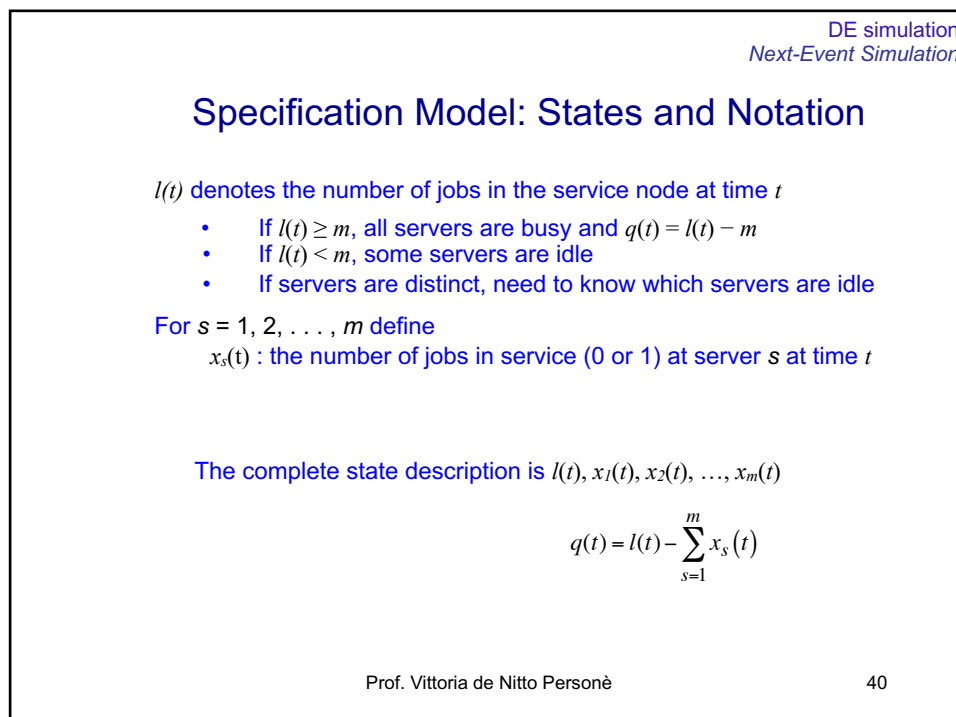 DE simulation
Next-Event Simulation
Specification Model: States and Notation
l(t) denotes the number of jobs in the service node at time t
• If l(t) ≥ m, all servers are busy and q(t) = l(t) − m
• If l(t) < m, some servers are idle
• If servers are distinct, need to know which servers are idle
For s = 1, 2, . . . , m define
xₛ(t) : the number of jobs in service (0 or 1) at server s at time t
The complete state description is l(t), x₁(t), x₂(t), …, xₘ(t)
q(t) = l(t) − ∑_{s=1}^{m} xₛ(t)
Prof. Vittoria de Nitto Personè 40